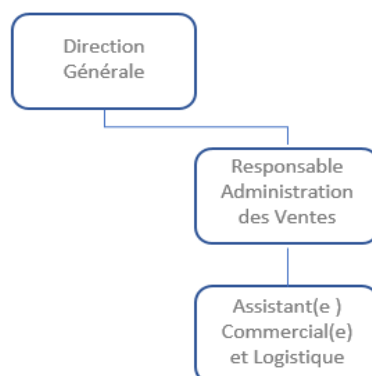 Direction
Générale
Responsable
Administration
des Ventes
Assistant(e )
Commercial(e)
et Logistique